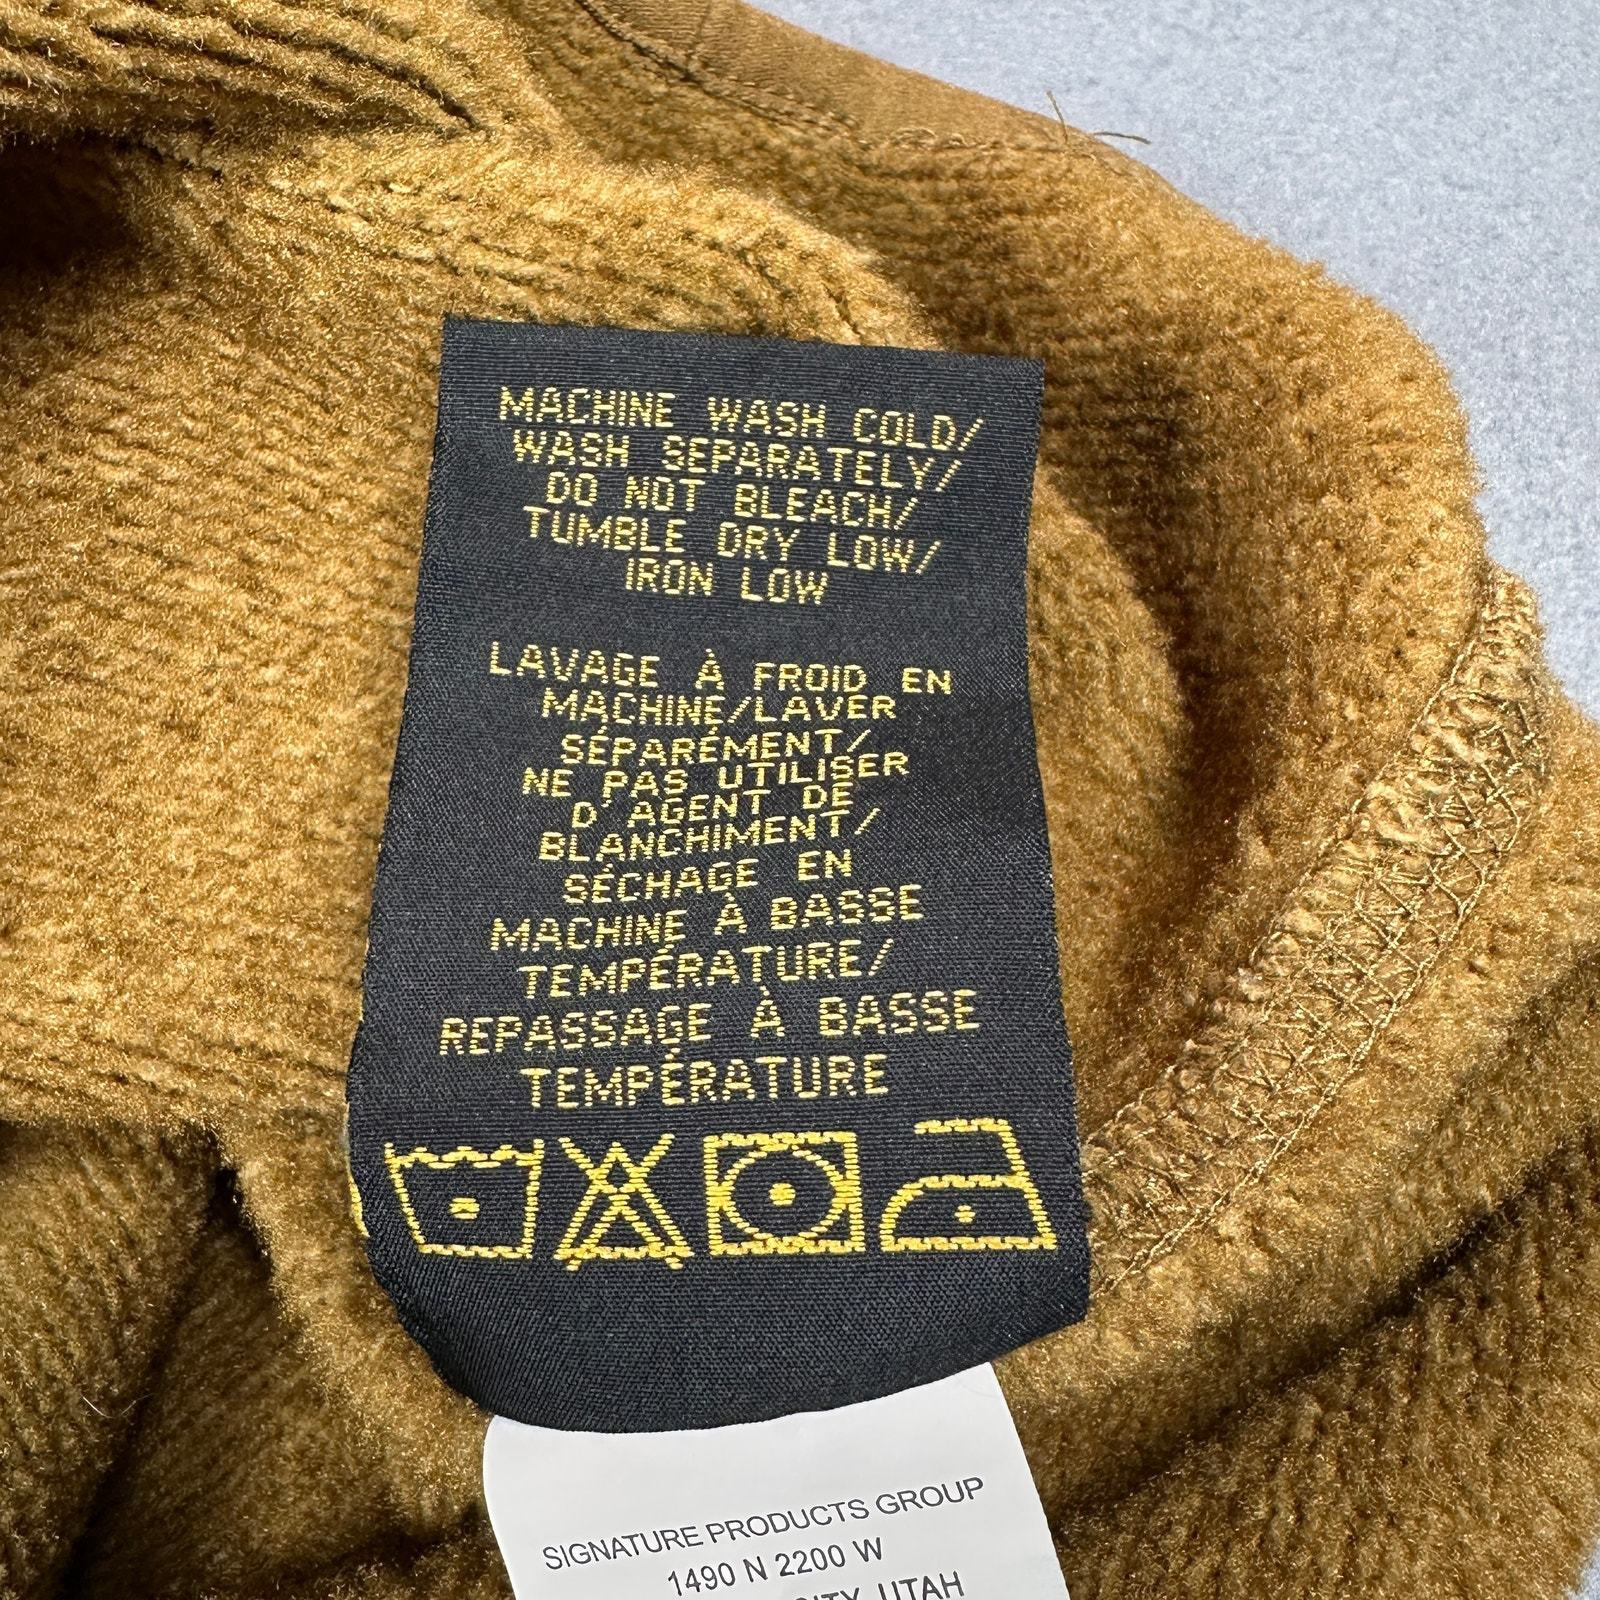 MACHINE WASH COLD/
WASH SEPARATELY/
DO NOT BLEACH/
TUMBLE DRY LOW/
IRON LOW
LAVAGE À FROID EN
MACHINE/LAVER
SÉPARÉMENT/
NE PAS UTILISER
D'AGENT DE
BLANCHIMENT/
SÉCHAGE EN
MACHINE À BASSE
TEMPÉRATURE/
REPASSAGE À BASSE
TEMPÉRATURE
SIGNATURE PRODUCTS GROUP
1490 N 2200 W
CITY, UTAH